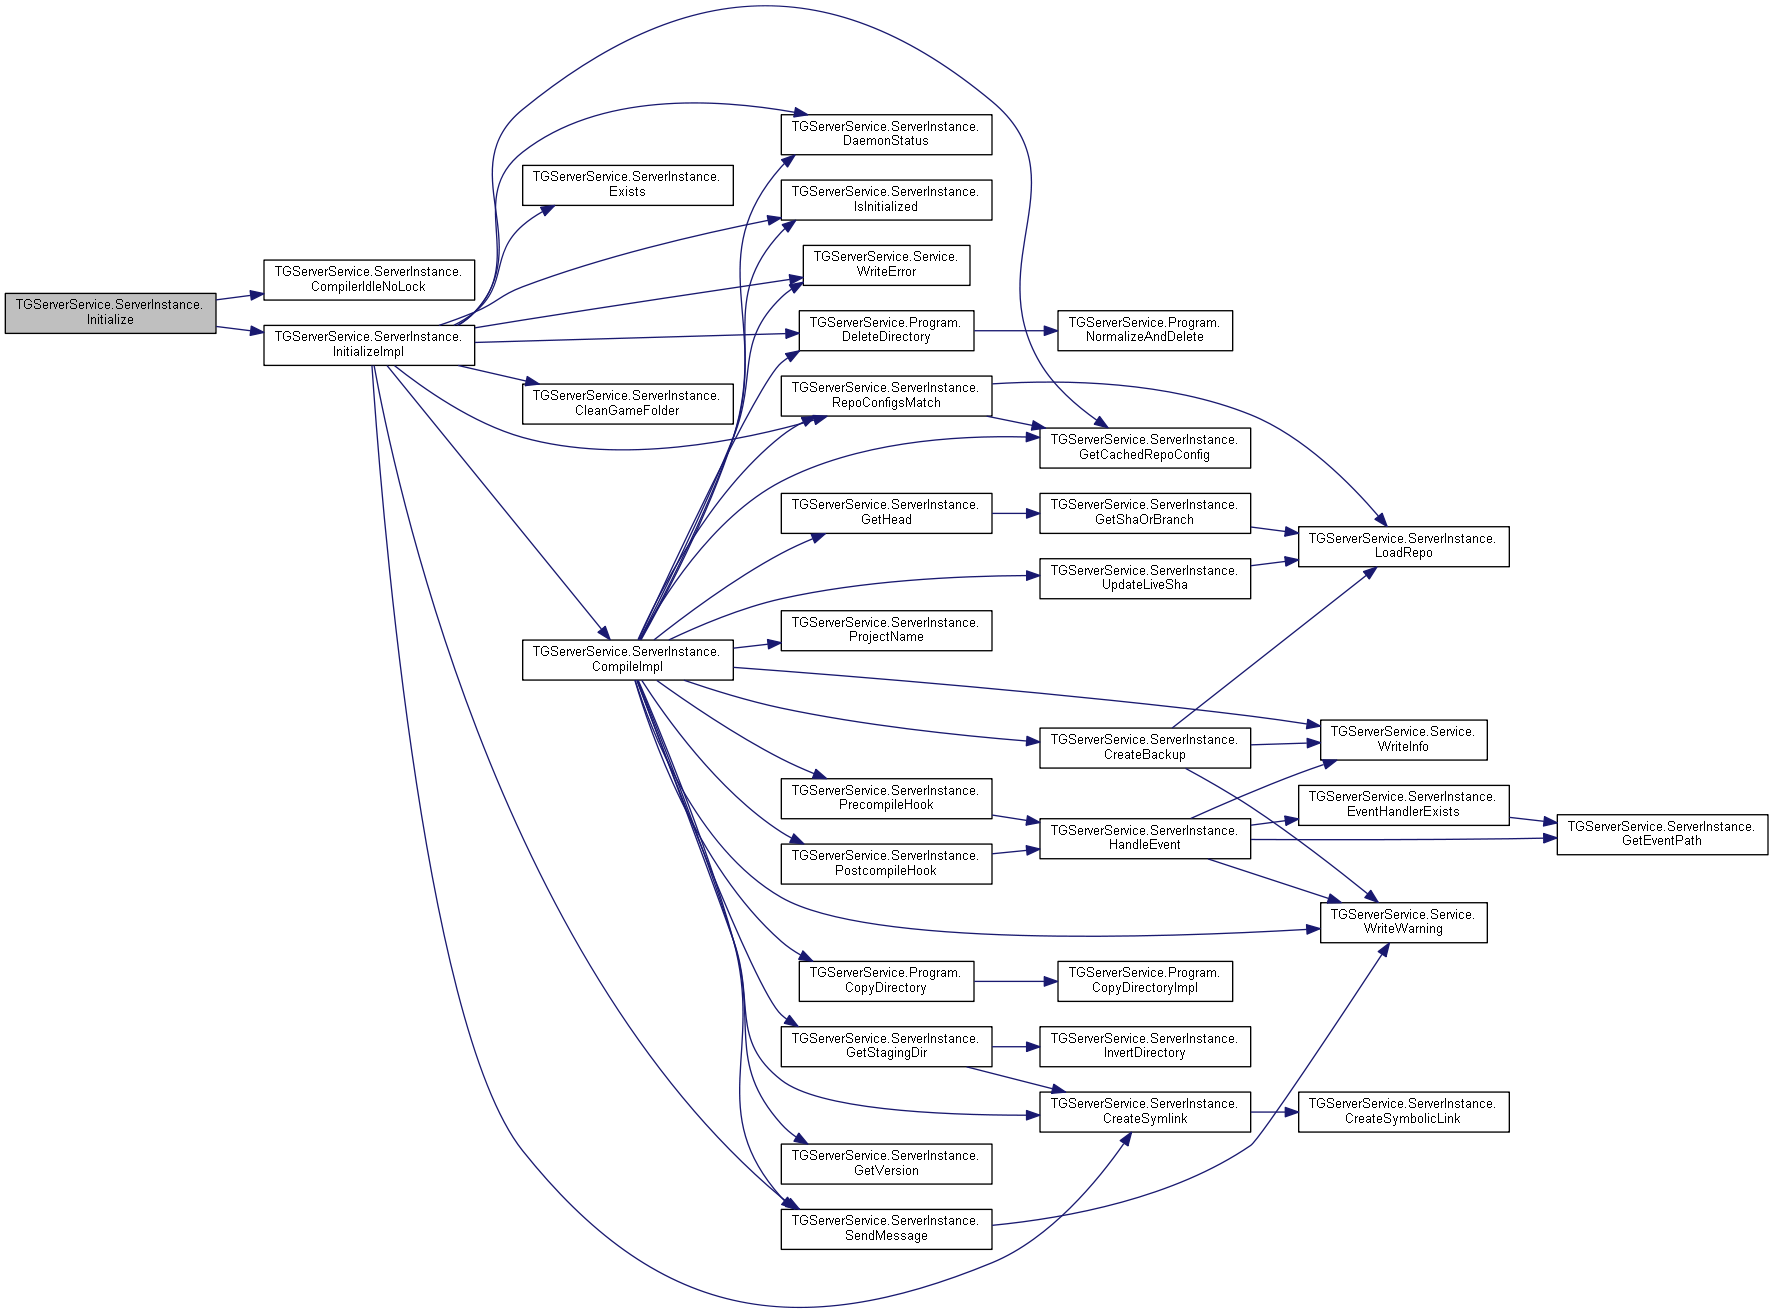 TGServerService.ServerInstance.
Initialize
TGServerService.ServerInstance.
CompilerIdleNoLock
TGServerService.ServerInstance.
InitializeImpl
TGServerService.ServerInstance.
Exists
TGServerService.ServerInstance.
CleanGameFolder
TGServerService.ServerInstance.
CompileImpl
TGServerService.ServerInstance.
DaemonStatus
TGServerService.ServerInstance.
IsInitialized
TGServerService.Service.
WriteError
TGServerService.Program.
DeleteDirectory
TGServerService.ServerInstance.
RepoConfigsMatch
TGServerService.ServerInstance.
GetHead
TGServerService.ServerInstance.
ProjectName
TGServerService.ServerInstance.
PrecompileHook
TGServerService.ServerInstance.
PostcompileHook
TGServerService.Program.
CopyDirectory
TGServerService.ServerInstance.
GetStagingDir
TGServerService.ServerInstance.
GetVersion
TGServerService.ServerInstance.
SendMessage
TGServerService.Program.
NormalizeAndDelete
TGServerService.ServerInstance.
GetCachedRepoConfig
TGServerService.ServerInstance.
GetShaOrBranch
TGServerService.ServerInstance.
UpdateLiveSha
TGServerService.ServerInstance.
CreateBackup
TGServerService.ServerInstance.
HandleEvent
TGServerService.Program.
CopyDirectoryImpl
TGServerService.ServerInstance.
InvertDirectory
TGServerService.ServerInstance.
CreateSymlink
TGServerService.ServerInstance.
LoadRepo
TGServerService.Service.
WriteInfo
TGServerService.ServerInstance.
EventHandlerExists
TGServerService.Service.
WriteWarning
TGServerService.ServerInstance.
CreateSymbolicLink
TGServerService.ServerInstance.
GetEventPath